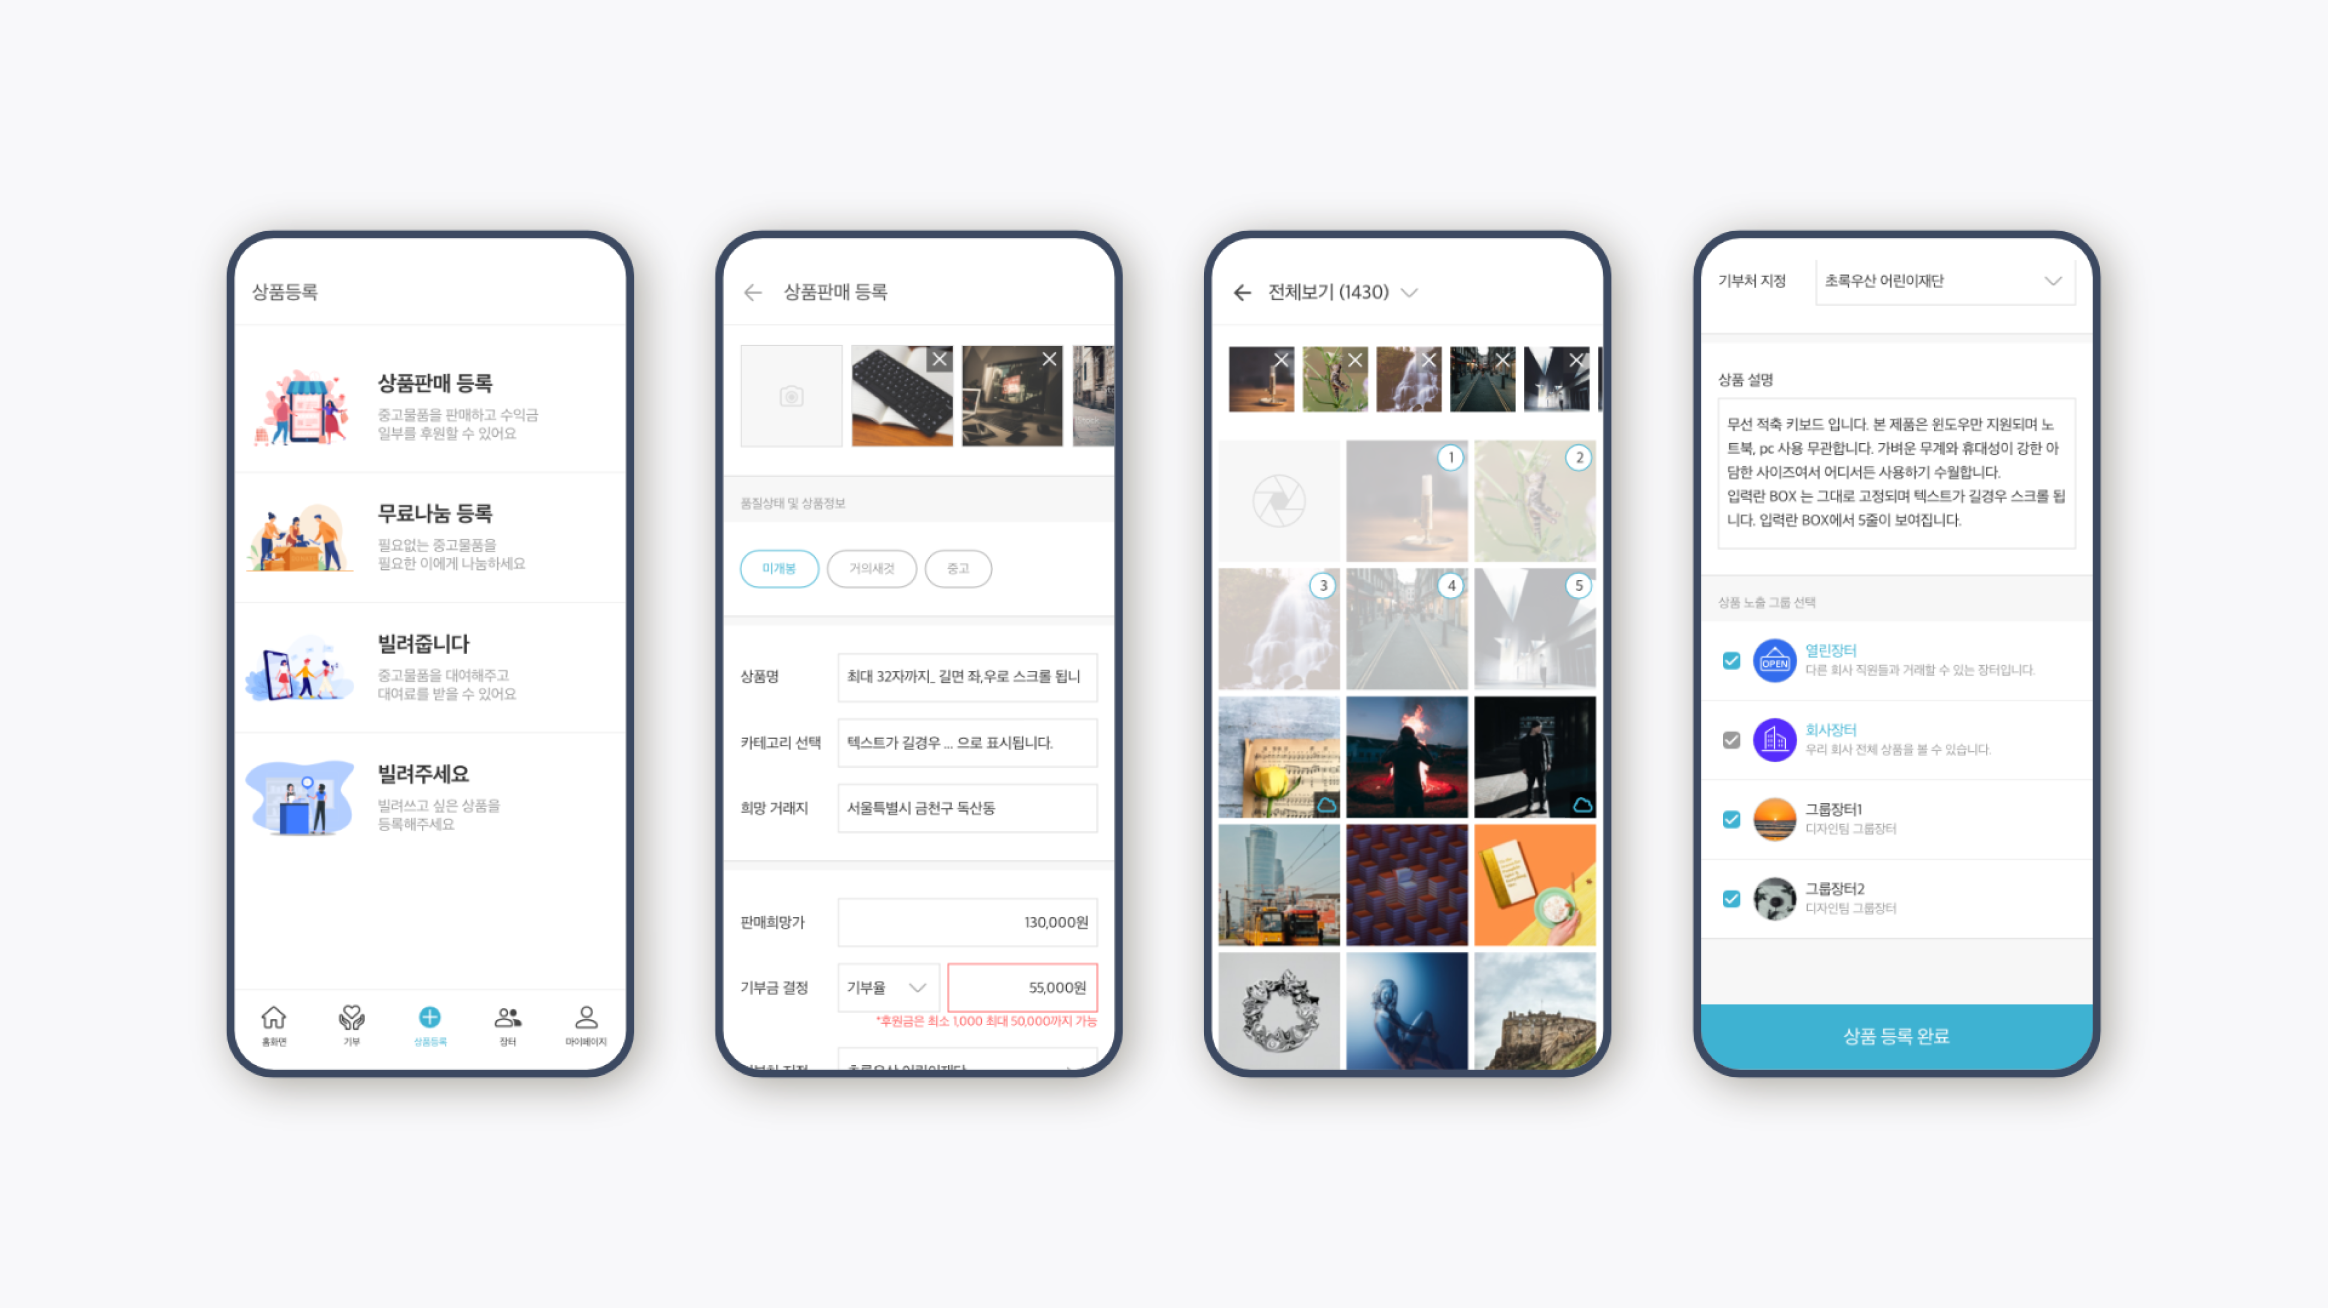 상품등록
상품판매 등록
중고물품을 판매하고 수익금
일부를 후원할 수 있어요
무료나눔 등록
필요없는 중고물품을
필요한 이에게 나눔하세요
빌려줍니다
중고물품을 대여해주고
대여료를 받을 수 있어요
빌려주세요
빌려쓰고 싶은 상품을
등록해주세요
홈화면
기부
상품등록
장터
마이페이지
상품판매 등록
품질상태 및 상품정보
미개봉
거의새것
중고
상품명
최대 32자까지_ 길면 좌,우로 스크롤 됩니
카테고리 선택
텍스트가 길경우 ... 으로 표시됩니다.
희망 거래지
서울특별시 금천구 독산동
판매희망가
130,000원
기부금 결정
기부율
55,000원
*후원금은 최소 1,000 최대 50,000까지 가능
전체보기 (1430)
1
2
3
4
5
기부처 지정
초록우산 어린이재단
상품 설명
무선 적축 키보드 입니다. 본 제품은 윈도우만 지원되며 노
트북, pc 사용 무관합니다. 가벼운 무게와 휴대성이 강한 아
담한 사이즈여서 어디서든 사용하기 수월합니다.
입력란 BOX 는 그대로 고정되며 텍스트가 길경우 스크롤 됩
니다. 입력란 BOX에서 5줄이 보여집니다.
상품 노출 그룹 선택
OPEN
열린장터
다른 회사 직원들과 거래할 수 있는 장터입니다.
회사장터
우리 회사 전체 상품을 볼 수 있습니다.
그룹장터1
디자인팀 그룹장터
그룹장터2
디자인팀 그룹장터
상품 등록 완료